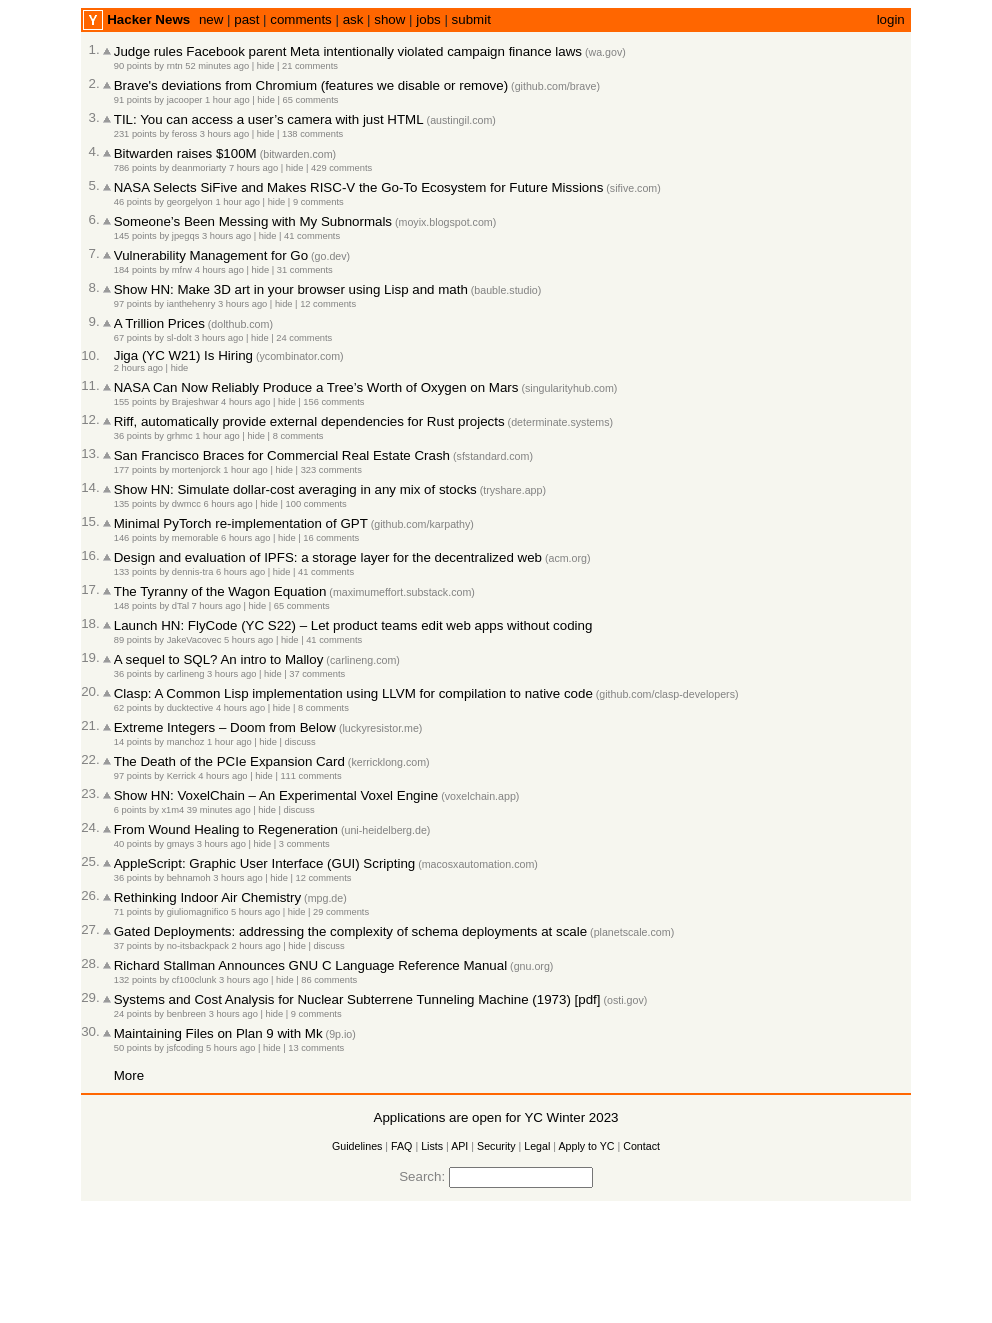 Y Hacker News new | past | comments | ask | show | jobs | submit login
1. Judge rules Facebook parent Meta intentionally violated campaign finance laws (wa.gov)
90 points by mtn 52 minutes ago | hide | 21 comments
2. Brave's deviations from Chromium (features we disable or remove) (github.com/brave)
91 points by jacooper 1 hour ago | hide | 65 comments
3. TIL: You can access a user’s camera with just HTML (austingil.com)
231 points by feross 3 hours ago | hide | 138 comments
4. Bitwarden raises $100M (bitwarden.com)
786 points by deanmoriarty 7 hours ago | hide | 429 comments
5. NASA Selects SiFive and Makes RISC-V the Go-To Ecosystem for Future Missions (sifive.com)
46 points by georgelyon 1 hour ago | hide | 9 comments
6. Someone’s Been Messing with My Subnormals (moyix.blogspot.com)
145 points by jpegqs 3 hours ago | hide | 41 comments
7. Vulnerability Management for Go (go.dev)
184 points by mfrw 4 hours ago | hide | 31 comments
8. Show HN: Make 3D art in your browser using Lisp and math (bauble.studio)
97 points by ianthehenry 3 hours ago | hide | 12 comments
9. A Trillion Prices (dolthub.com)
67 points by sl-dolt 3 hours ago | hide | 24 comments
10. Jiga (YC W21) Is Hiring (ycombinator.com)
2 hours ago | hide
11. NASA Can Now Reliably Produce a Tree’s Worth of Oxygen on Mars (singularityhub.com)
155 points by Brajeshwar 4 hours ago | hide | 156 comments
12. Riff, automatically provide external dependencies for Rust projects (determinate.systems)
36 points by grhmc 1 hour ago | hide | 8 comments
13. San Francisco Braces for Commercial Real Estate Crash (sfstandard.com)
177 points by mortenjorck 1 hour ago | hide | 323 comments
14. Show HN: Simulate dollar-cost averaging in any mix of stocks (tryshare.app)
135 points by dwmcc 6 hours ago | hide | 100 comments
15. Minimal PyTorch re-implementation of GPT (github.com/karpathy)
146 points by memorable 6 hours ago | hide | 16 comments
16. Design and evaluation of IPFS: a storage layer for the decentralized web (acm.org)
133 points by dennis-tra 6 hours ago | hide | 41 comments
17. The Tyranny of the Wagon Equation (maximumeffort.substack.com)
148 points by dTal 7 hours ago | hide | 65 comments
18. Launch HN: FlyCode (YC S22) – Let product teams edit web apps without coding
89 points by JakeVacovec 5 hours ago | hide | 41 comments
19. A sequel to SQL? An intro to Malloy (carlineng.com)
36 points by carlineng 3 hours ago | hide | 37 comments
20. Clasp: A Common Lisp implementation using LLVM for compilation to native code (github.com/clasp-developers)
62 points by ducktective 4 hours ago | hide | 8 comments
21. Extreme Integers – Doom from Below (luckyresistor.me)
14 points by manchoz 1 hour ago | hide | discuss
22. The Death of the PCIe Expansion Card (kerricklong.com)
97 points by Kerrick 4 hours ago | hide | 111 comments
23. Show HN: VoxelChain – An Experimental Voxel Engine (voxelchain.app)
6 points by x1m4 39 minutes ago | hide | discuss
24. From Wound Healing to Regeneration (uni-heidelberg.de)
40 points by gmays 3 hours ago | hide | 3 comments
25. AppleScript: Graphic User Interface (GUI) Scripting (macosxautomation.com)
36 points by behnamoh 3 hours ago | hide | 12 comments
26. Rethinking Indoor Air Chemistry (mpg.de)
71 points by giuliomagnifico 5 hours ago | hide | 29 comments
27. Gated Deployments: addressing the complexity of schema deployments at scale (planetscale.com)
37 points by no-itsbackpack 2 hours ago | hide | discuss
28. Richard Stallman Announces GNU C Language Reference Manual (gnu.org)
132 points by cf100clunk 3 hours ago | hide | 86 comments
29. Systems and Cost Analysis for Nuclear Subterrene Tunneling Machine (1973) [pdf] (osti.gov)
24 points by benbreen 3 hours ago | hide | 9 comments
30. Maintaining Files on Plan 9 with Mk (9p.io)
50 points by jsfcoding 5 hours ago | hide | 13 comments
More
Applications are open for YC Winter 2023
Guidelines | FAQ | Lists | API | Security | Legal | Apply to YC | Contact
Search: